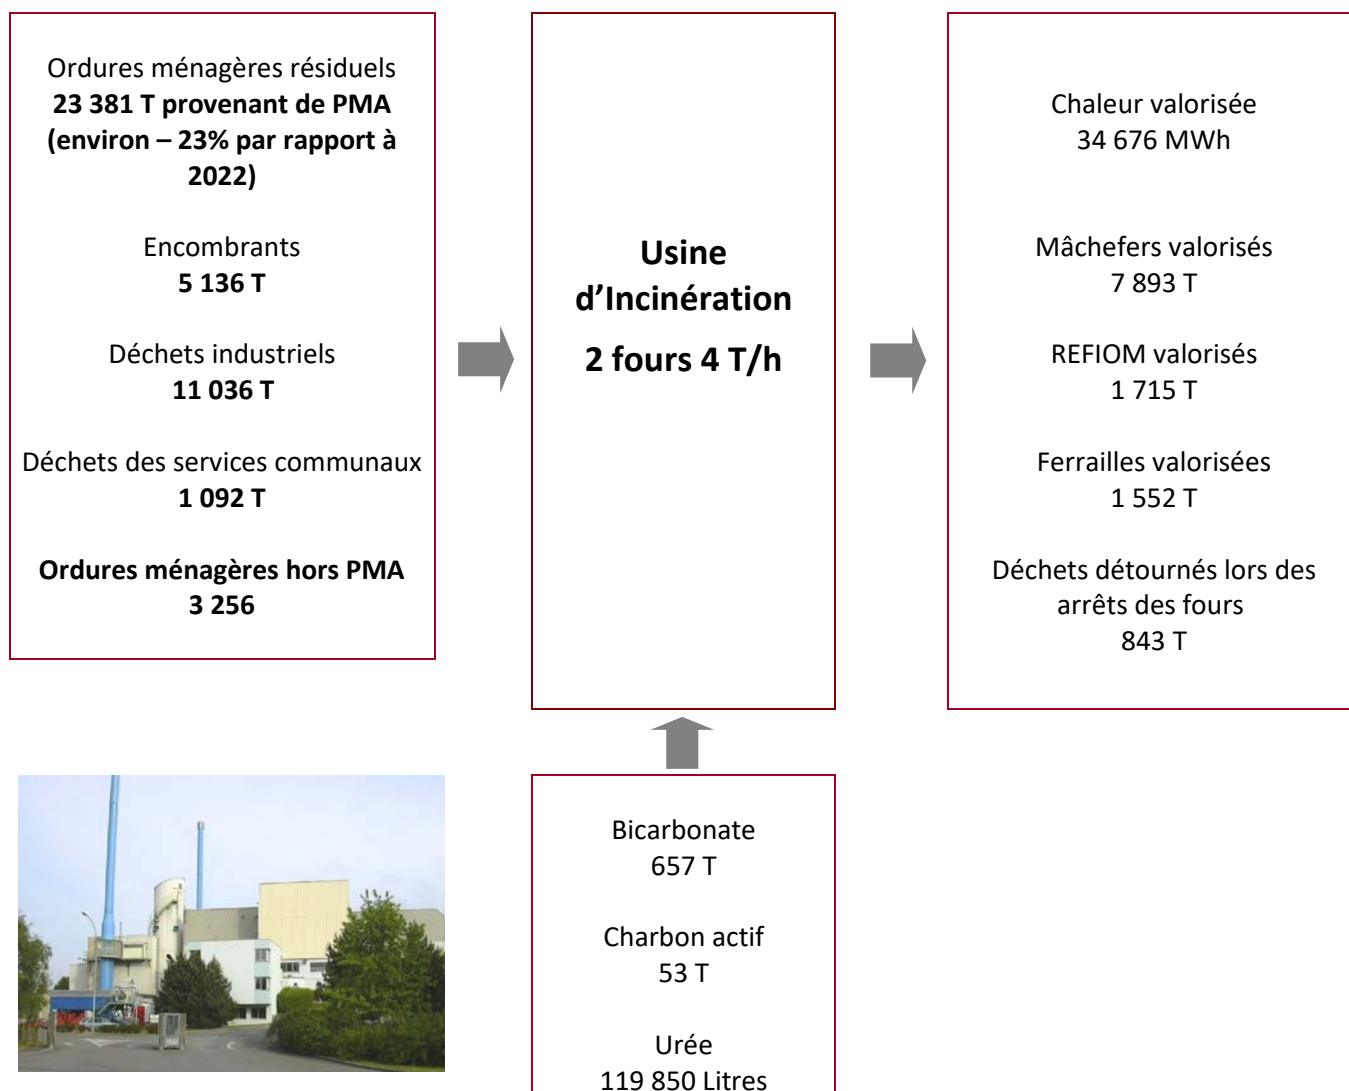 Ordures ménagères résiduels
23 381 T provenant de PMA
(environ – 23% par rapport à
2022)
Encombrants
5 136 T
Déchets industriels
11 036 T
Déchets des services communaux
1 092 T
Ordures ménagères hors PMA
3 256
Usine
d’Incinération
2 fours 4 T/h
Chaleur valorisée
34 676 MWh
Mâchefers valorisés
7 893 T
REFIOM valorisés
1 715 T
Ferrailles valorisées
1 552 T
Déchets détournés lors des
arrêts des fours
843 T
Bicarbonate
657 T
Charbon actif
53 T
Urée
119 850 Litres